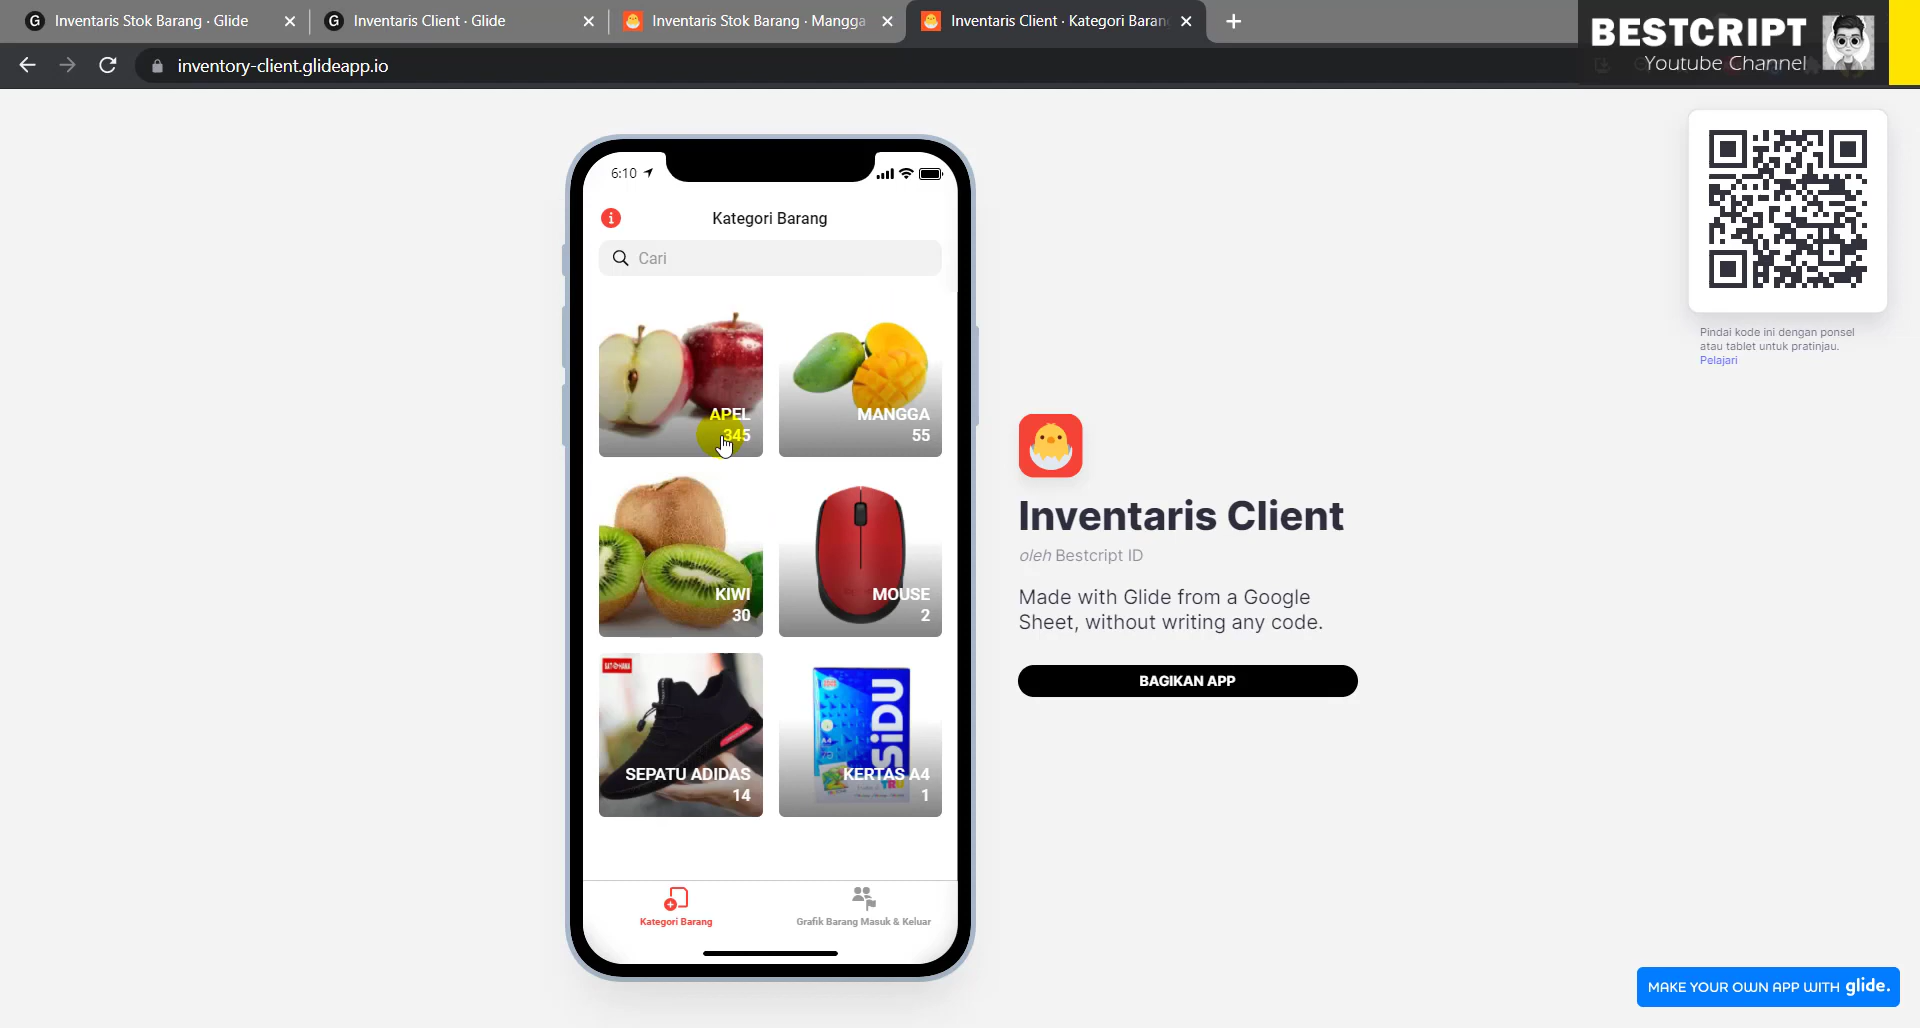 Inventaris Stok Barang · Glide
Inventaris Client · Glide
Inventaris Stok Barang · Mangga
Inventaris Client · Kategori Baran
BESTCRIPT
Youtube Channel
inventory-client.glideapp.io
6:10
Kategori Barang
Cari
APEL
345
MANGGA
55
KIWI
30
MOUSE
2
SEPATU ADIDAS
14
SiDU
A4
KERTAS A4
1
Kategori Barang
Grafik Barang Masuk & Keluar
Inventaris Client
oleh Bestcript ID
Made with Glide from a Google
Sheet, without writing any code.
BAGIKAN APP
Pindai kode ini dengan ponsel
atau tablet untuk pratinjau.
Pelajari
MAKE YOUR OWN APP WITH glide.